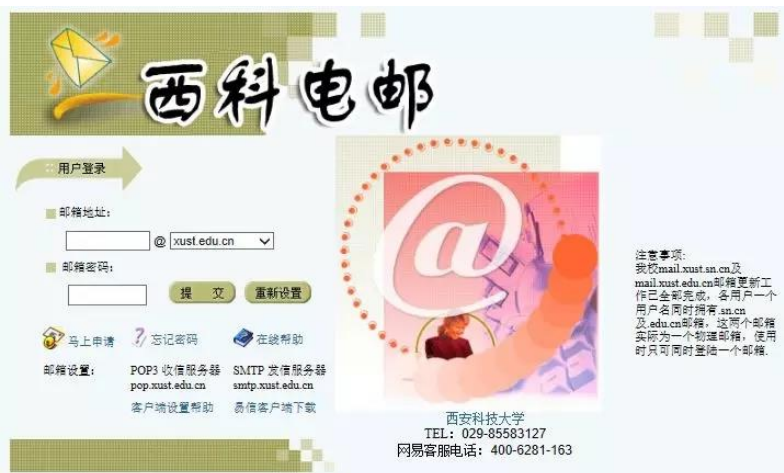 西科电邮
用户登录
邮箱地址:
@ xust.edu.cn
邮箱密码:
提 交 重新设置
马上申请 忘记密码 在线帮助
邮箱设置: POP3 收信服务器 SMTP 发信服务器
pop.xust.edu.cn smtp.xust.edu.cn
客户端设置帮助 易信客户端下载
@
西安科技大学
TEL: 029-85583127
网易客服电话: 400-6281-163
注意事项:
我校mail.xust.sn.cn及
mail.xust.edu.cn邮箱更新工
作已全部完成，各用户一个
用户名同时拥有.sn.cn
及.edu.cn邮箱，这两个邮箱
实际为一个物理邮箱，使用
时只可同时登陆一个邮箱.